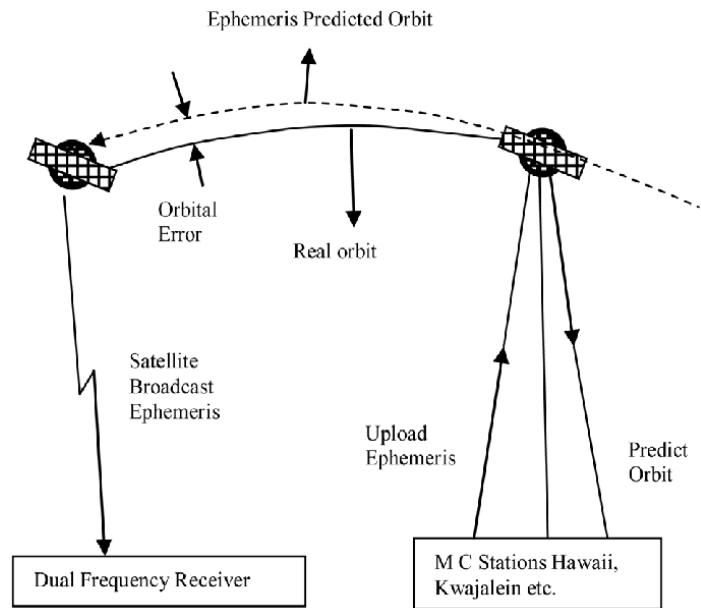 Ephemeris Predicted Orbit
Orbital
Error
Real orbit
Satellite
Broadcast
Ephemeris
Upload
Ephemeris
Predict
Orbit
Dual Frequency Receiver
M C Stations Hawaii,
Kwajalein etc.